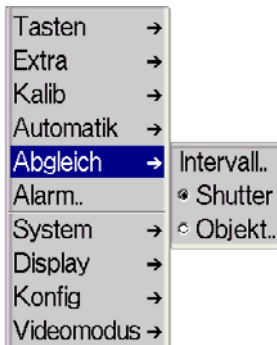 Tasten
Extra
Kalib
Automatik
Abgleich
Alarm..
System
Display
Konfig
Videomodus
Intervall..
Shutter
Objekt..